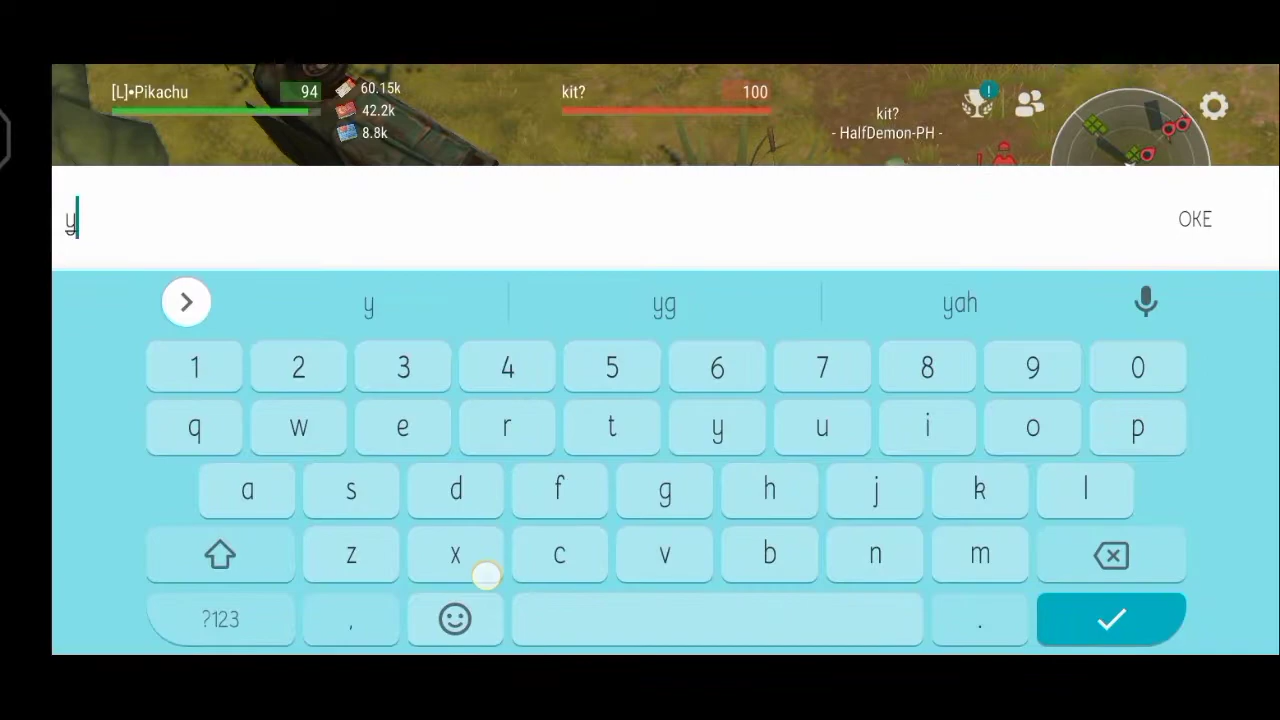 [L]•Pikachu 94
60.15k
42.2k
8.8k
kit? 100
kit?
- HalfDemon-PH -
!
y
OKE
y yg yah
1 2 3 4 5 6 7 8 9 0
q w e r t y u i o p
a s d f g h j k l
z x c v b n m
?123 , .